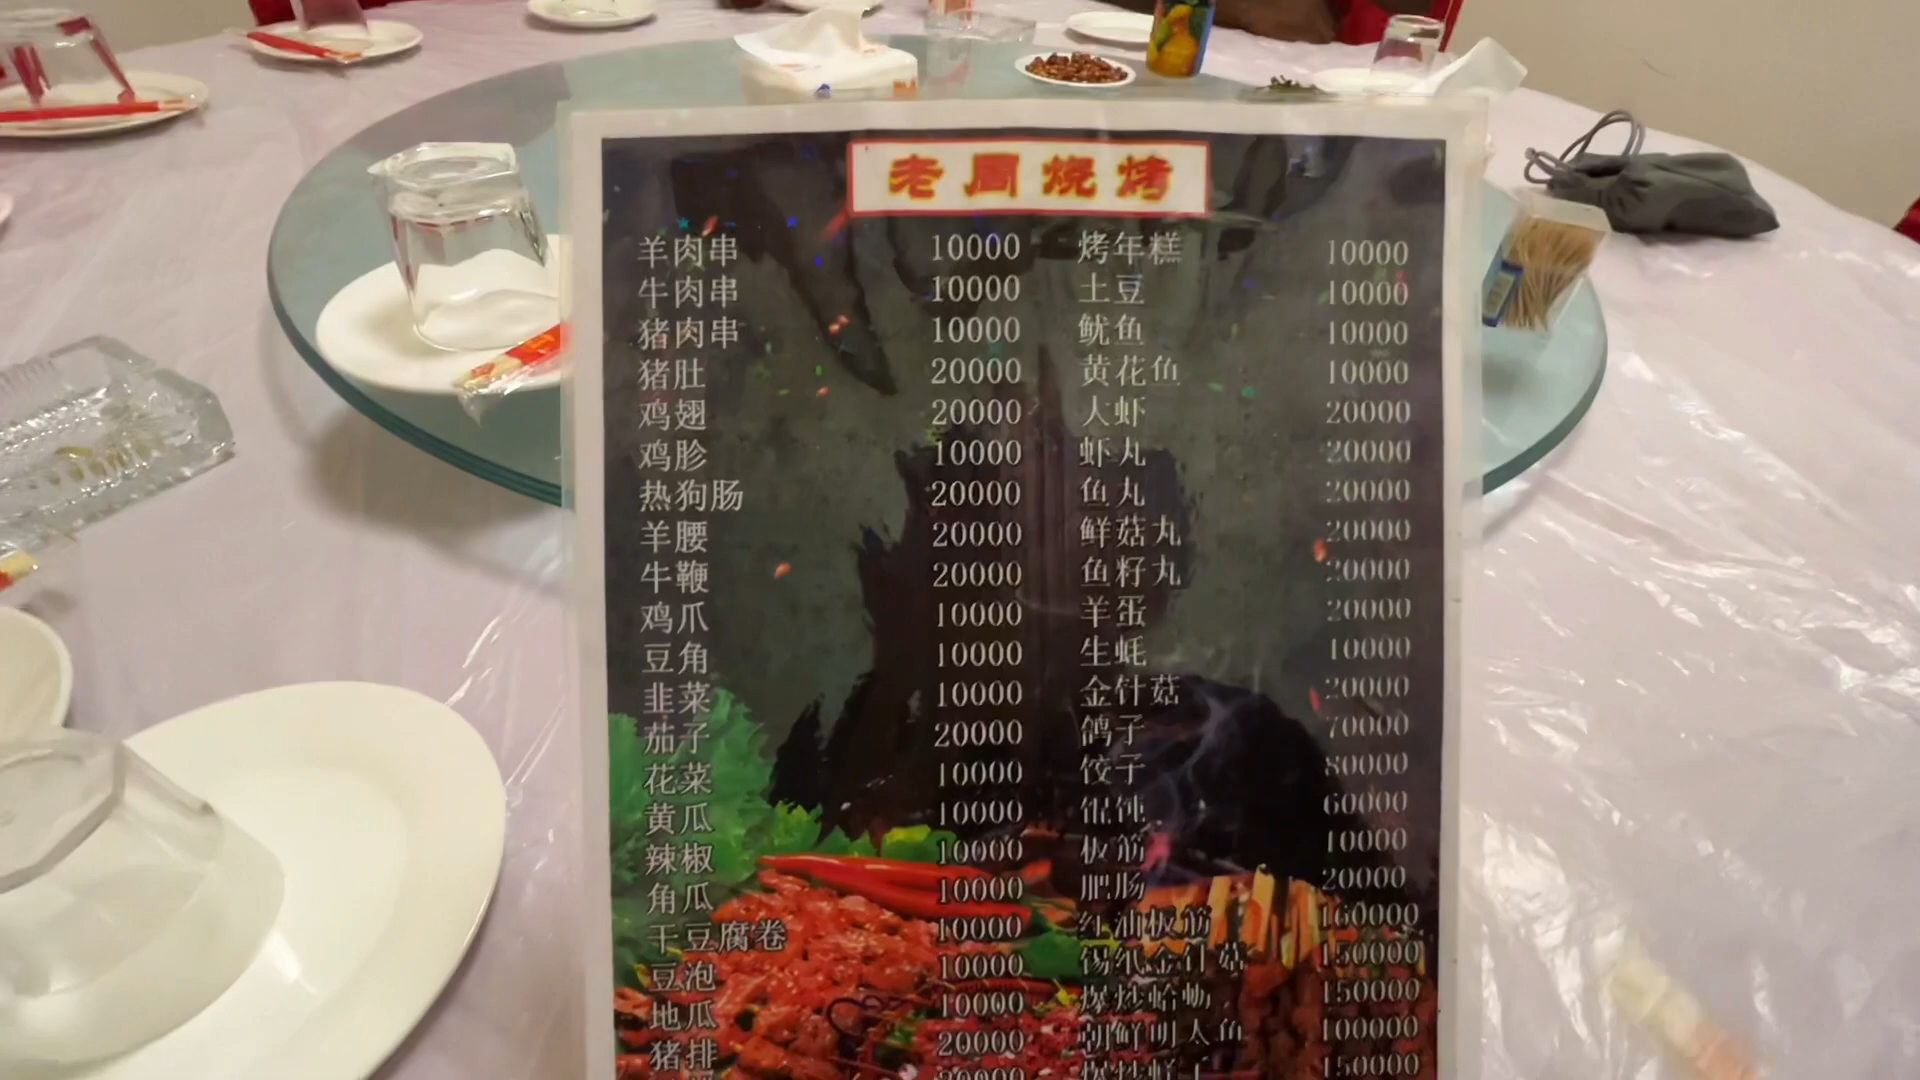 老周烧烤
羊肉串 10000 烤年糕 10000
牛肉串 10000 土豆 10000
猪肉串 10000 鱿鱼 10000
猪肚 20000 黄花鱼 10000
鸡翅 20000 大虾 20000
鸡胗 10000 虾丸 20000
热狗肠 20000 鱼丸 20000
羊腰 20000 鲜菇丸 20000
牛鞭 20000 鱼籽丸 20000
鸡爪 10000 羊蛋 20000
豆角 10000 生蚝 10000
韭菜 10000 金针菇 20000
茄子 20000 鸽子 70000
花菜 10000 饺子 80000
黄瓜 10000 馄饨 60000
辣椒 10000 板筋 10000
角瓜 10000 肥肠 20000
干豆腐卷 10000 红油板筋 160000
豆泡 10000 锡纸金针菇 150000
地瓜 10000 爆炒蛤蛎 150000
猪排 20000 朝鲜明太鱼 100000
20000 爆炒 150000